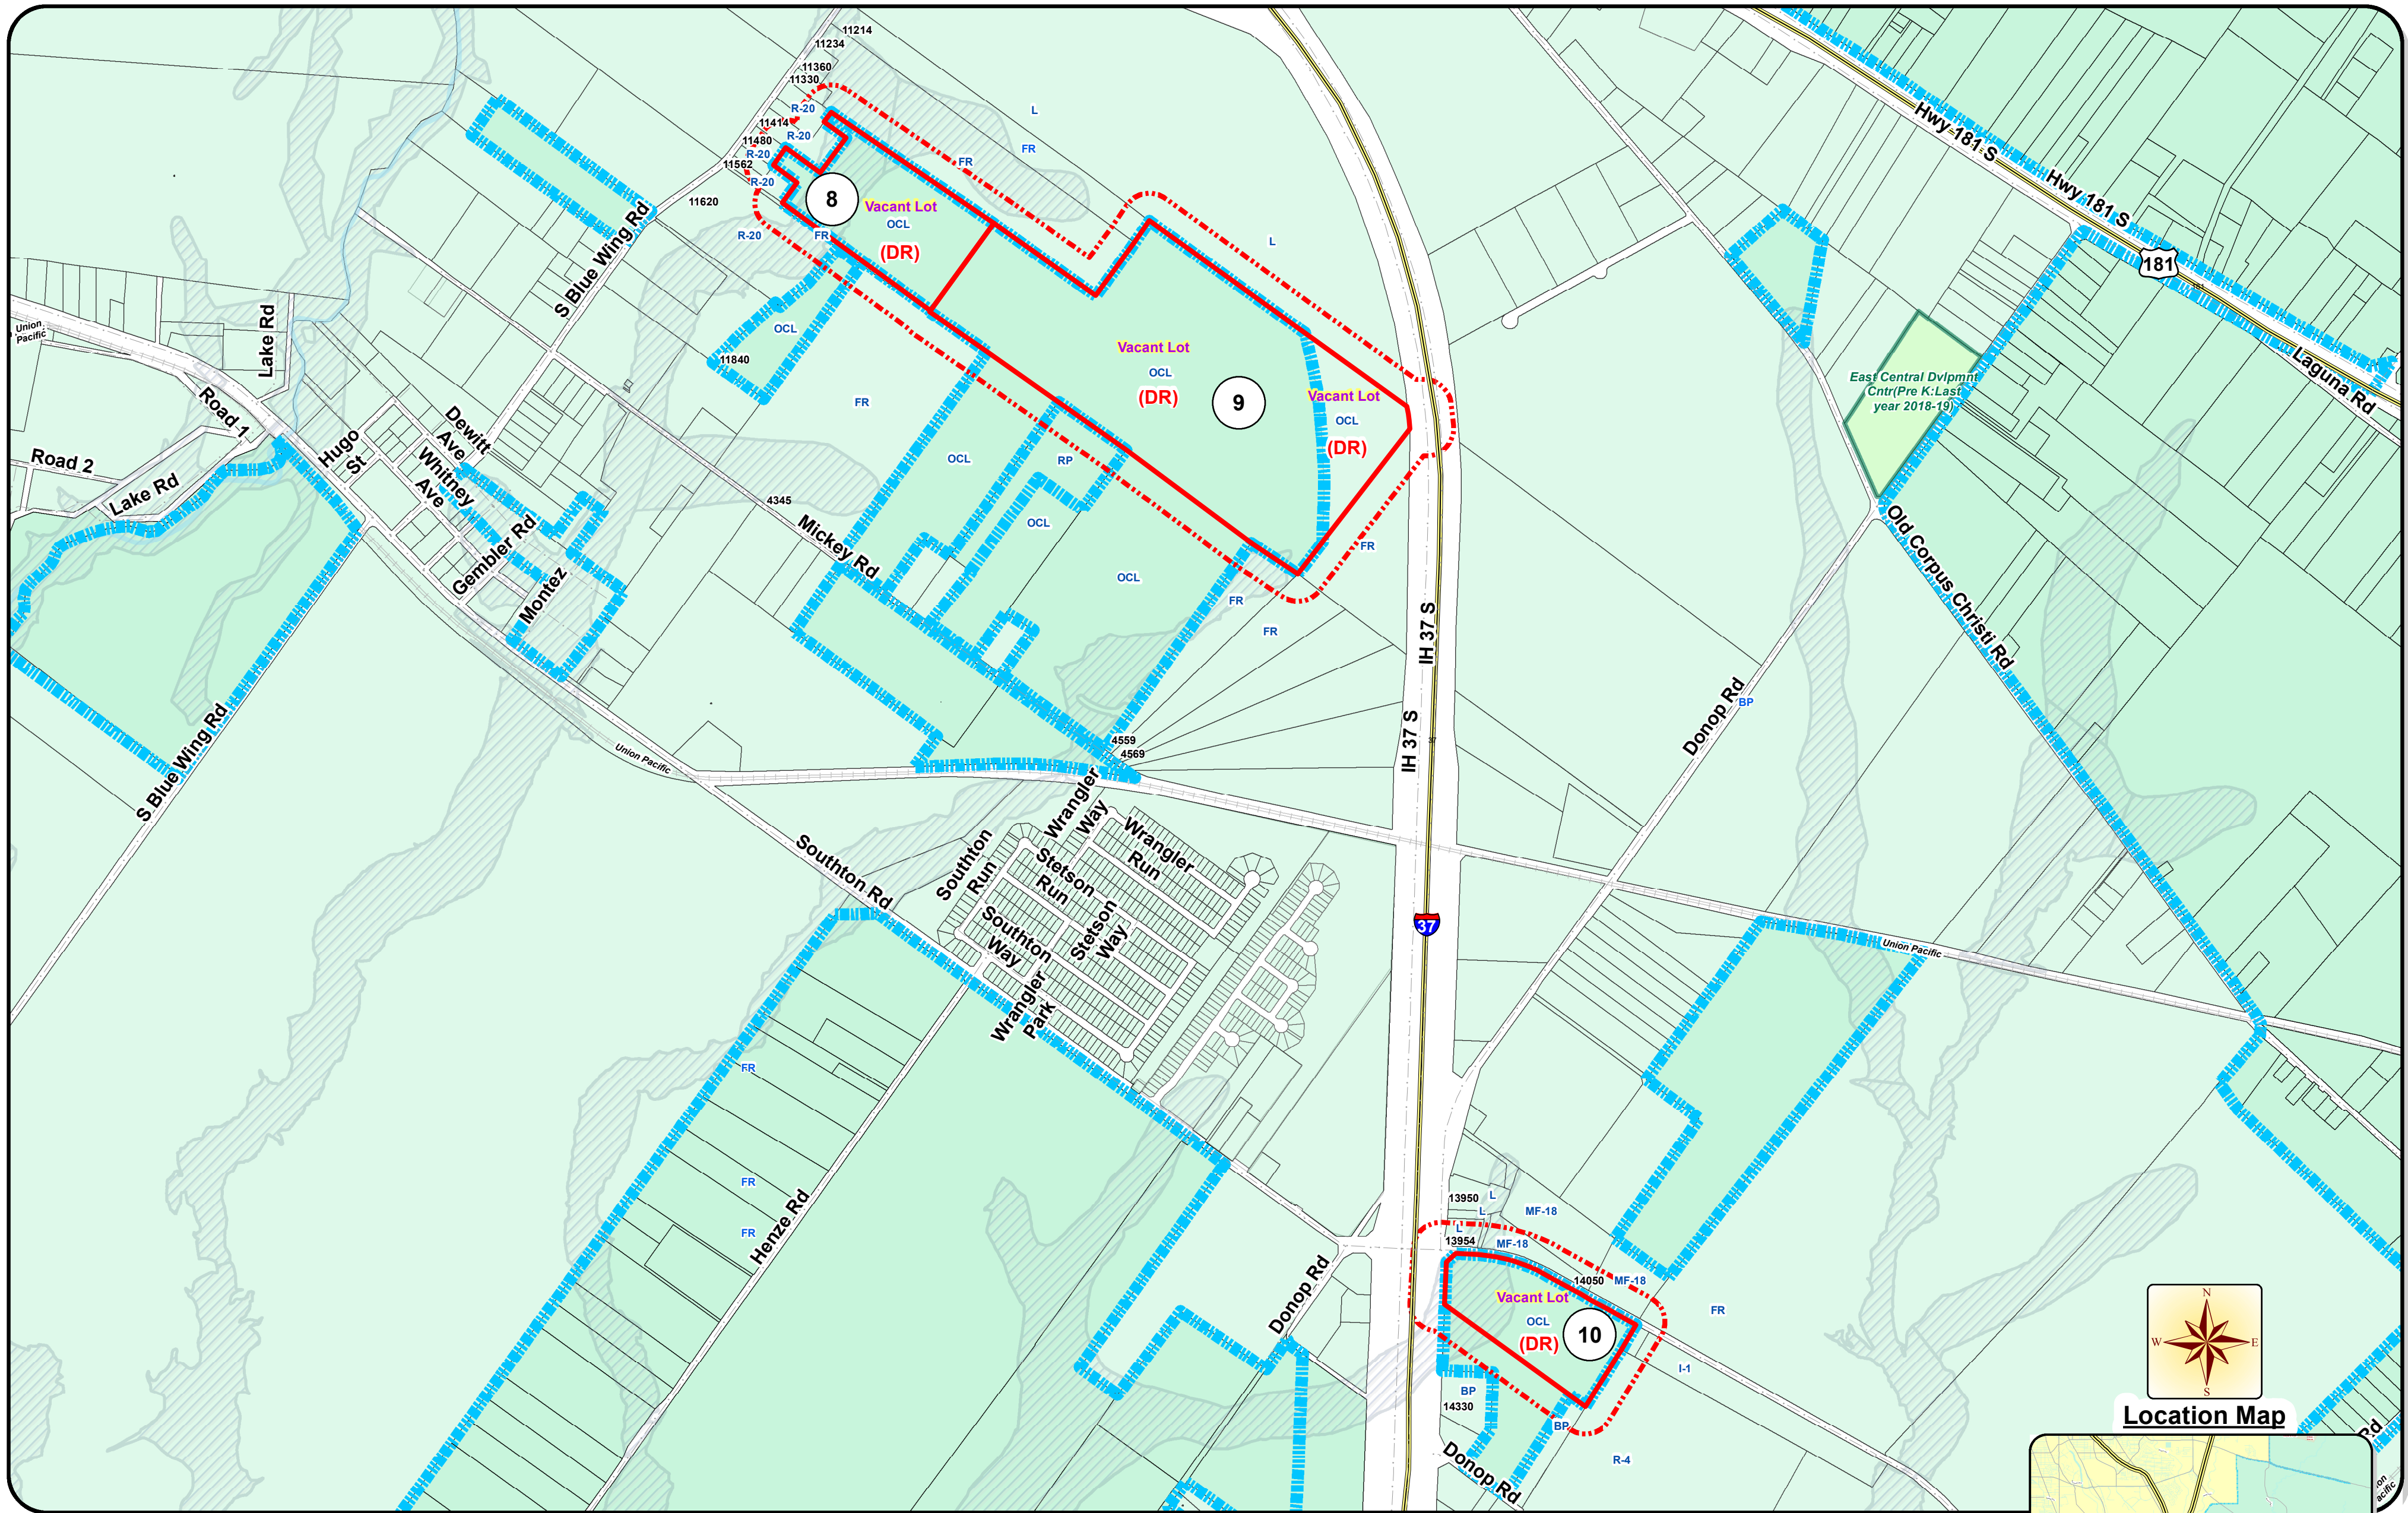 11214
11234
11360
11330
R-20
11414
R-20
11480
R-20
11562
R-20
11620
R-20
L
FR
FR
L
8
Vacant Lot
OCL
(DR)
FR
OCL
11840
FR
Vacant Lot
OCL
(DR)
9
Vacant Lot
OCL
(DR)
OCL
RP
OCL
OCL
FR
FR
FR
4345
Mickey Rd
S Blue Wing Rd
Union
Pacific
Lake Rd
Road 1
Road 2
Lake Rd
Hugo
St
Dewitt
Ave
Whitney
Ave
Gembler Rd
Montez
S Blue Wing Rd
Union Pacific
4559
4569
Wrangler
Way
Wrangler
Run
Southton
Run
Stetson
Run
Stetson
Way
Southton
Way
Wrangler
Park
Southton Rd
Henze Rd
FR
FR
FR
IH 37 S
IH 37 S
37
37
Hwy 181 S
Hwy 181 S
181
181
Laguna Rd
East Central Dvlpmnt
Cntr(Pre K:Last
year 2018-19)
Old Corpus Christi Rd
Donop Rd
BP
Union Pacific
13950
L
L
MF-18
L
13954
MF-18
14050
MF-18
Vacant Lot
OCL
(DR)
10
FR
I-1
BP
14330
BP
R-4
Donop Rd
Donop Rd
N
W
E
S
Location Map
Rd